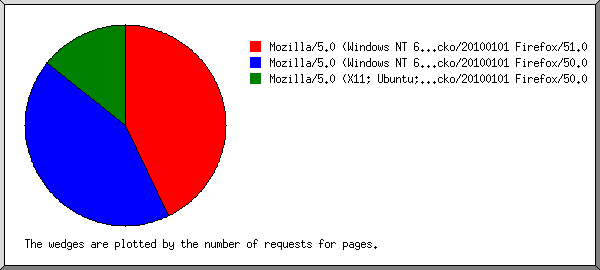 Mozilla/5.0 (Windows NT 6...cko/20100101 Firefox/51.0
Mozilla/5.0 (Windows NT 6...cko/20100101 Firefox/50.0
Mozilla/5.0 (X11; Ubuntu;...cko/20100101 Firefox/50.0
The wedges are plotted by the number of requests for pages.